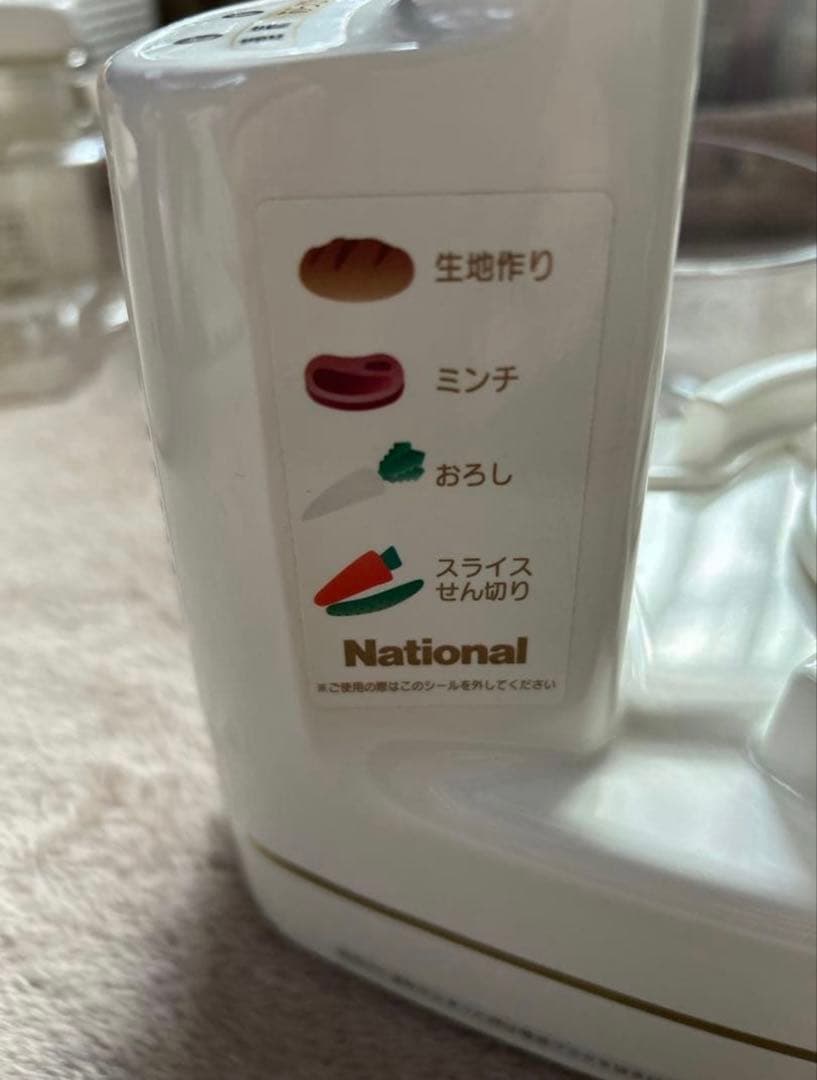 生地作り
ミンチ
おろし
スライス
せん切り
National
※ご使用の際はこのシールを外してください